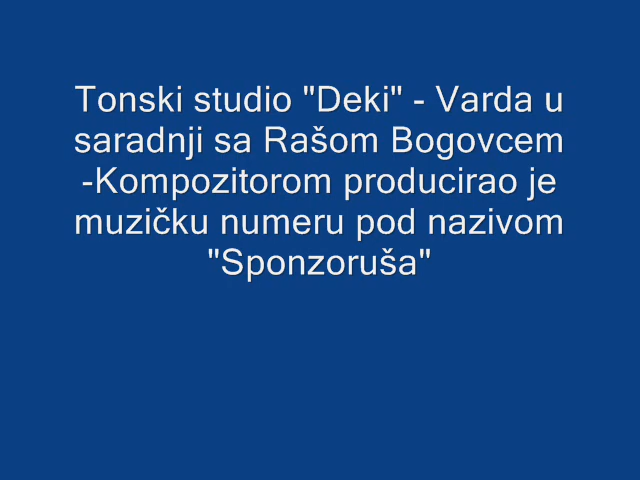 Tonski studio "Deki" - Varda u
saradnji sa Rašom Bogovcem
-Kompozitorom producirao je
muzičku numeru pod nazivom
"Sponzoruša"